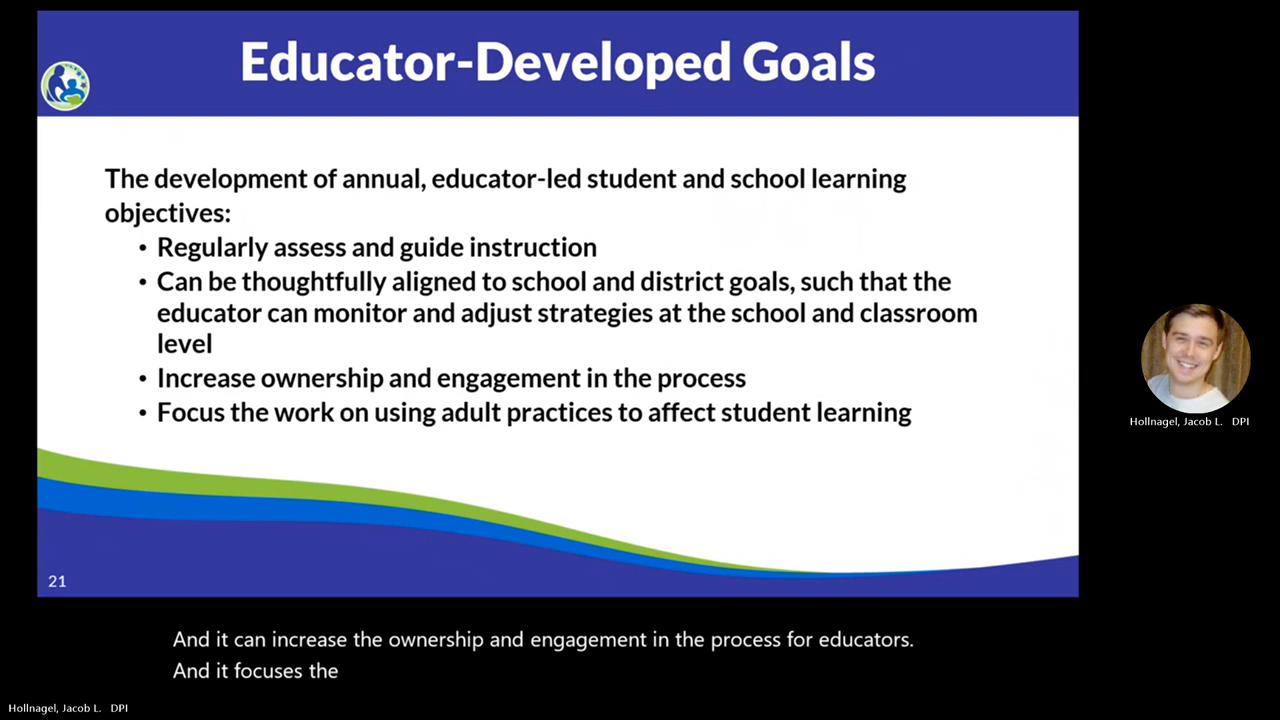 Educator-Developed Goals
The development of annual, educator-led student and school learning
objectives:
• Regularly assess and guide instruction
• Can be thoughtfully aligned to school and district goals, such that the
educator can monitor and adjust strategies at the school and classroom
level
• Increase ownership and engagement in the process
• Focus the work on using adult practices to affect student learning
21
Hollnagel, Jacob L. DPI
And it can increase the ownership and engagement in the process for educators.
And it focuses the
Hollnagel, Jacob L. DPI